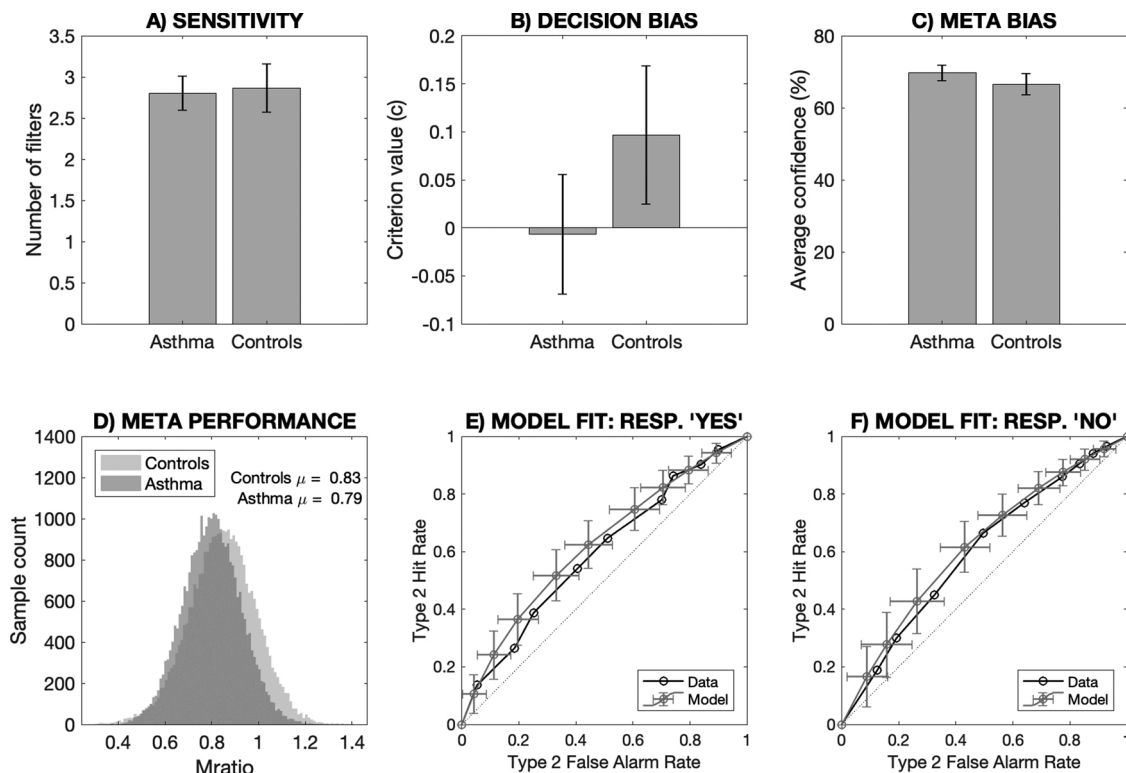 A) SENSITIVITY
Number of filters
3.5
3
2.5
2
1.5
1
0.5
0
Asthma Controls
B) DECISION BIAS
Criterion value (c)
0.2
0.15
0.1
0.05
0
-0.05
-0.1
Asthma Controls
C) META BIAS
Average confidence (%)
80
60
40
20
0
Asthma Controls
D) META PERFORMANCE
Sample count
1400
1200
1000
800
600
400
200
0
Controls
Asthma
Controls μ = 0.83
Asthma μ = 0.79
0.4 0.6 0.8 1 1.2 1.4
Mratio
E) MODEL FIT: RESP. 'YES'
Type 2 Hit Rate
1
0.8
0.6
0.4
0.2
0
Data
Model
0 0.2 0.4 0.6 0.8 1
Type 2 False Alarm Rate
F) MODEL FIT: RESP. 'NO'
Type 2 Hit Rate
1
0.8
0.6
0.4
0.2
0
Data
Model
0 0.2 0.4 0.6 0.8 1
Type 2 False Alarm Rate